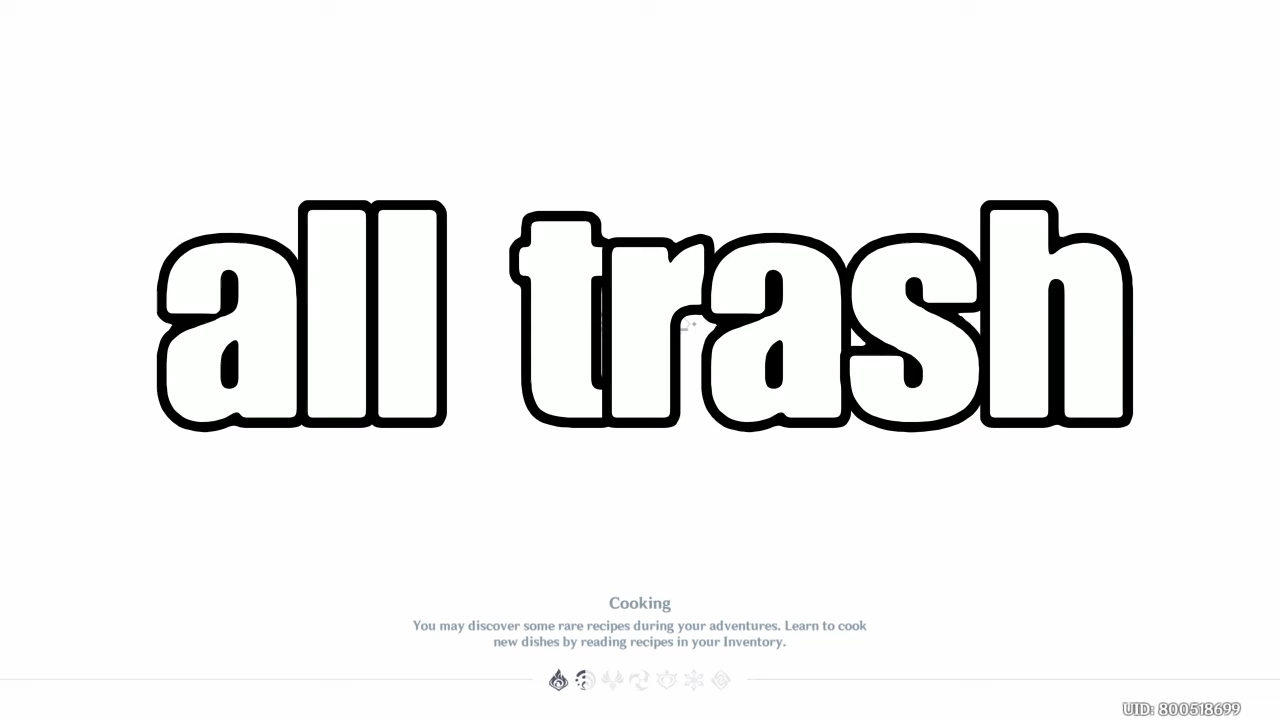 all trash
Cooking
You may discover some rare recipes during your adventures. Learn to cook
new dishes by reading recipes in your Inventory.
UID: 800518699